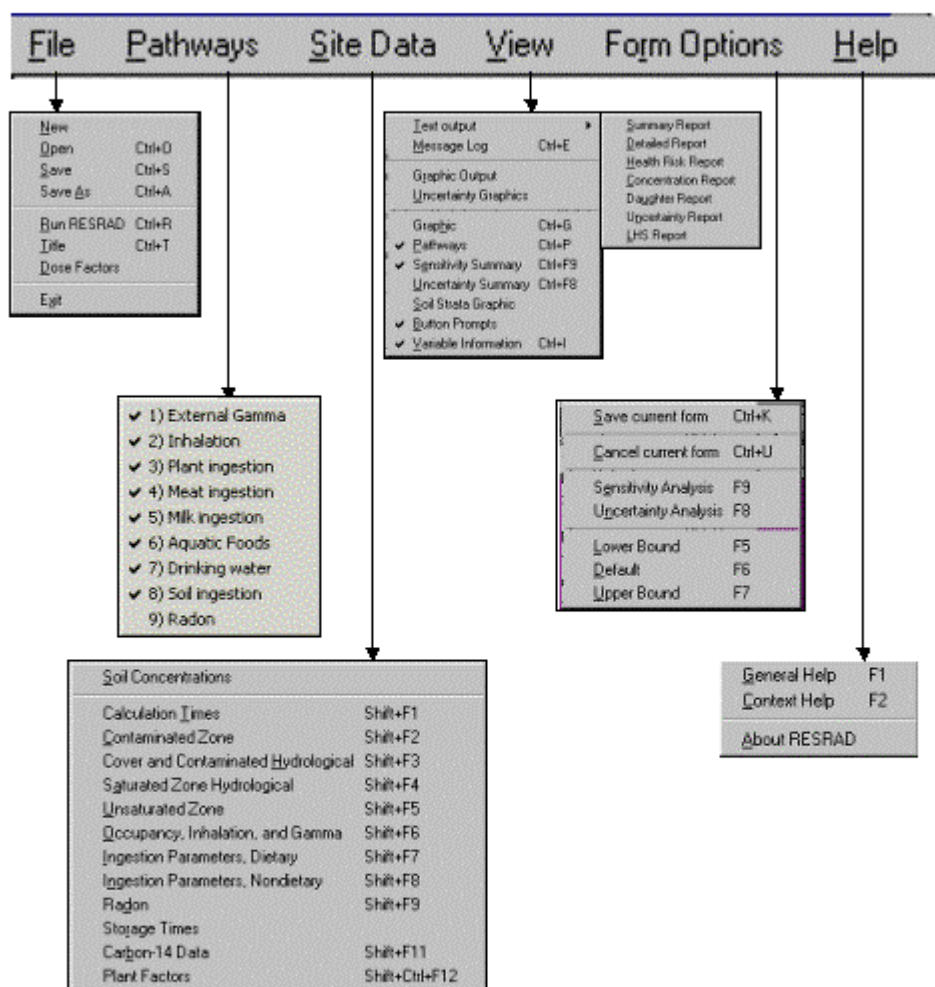 File Pathways Site Data View Form Options Help
New
Open Ctrl+O
Save Ctrl+S
Save As Ctrl+A
Run RESRAD Ctrl+R
Title Ctrl+T
Dose Factors
Exit
Text output
Message Log Ctrl+E
Graphic Output
Uncertainty Graphics
Graphic Ctrl+G
Pathways Ctrl+P
Sensitivity Summary Ctrl+F9
Uncertainty Summary Ctrl+F8
Soil Strata Graphic
Button Prompts
Variable Information Ctrl+I
Summary Report
Detailed Report
Health Risk Report
Concentration Report
Daughter Report
Uncertainty Report
LHS Report
1) External Gamma
2) Inhalation
3) Plant ingestion
4) Meat ingestion
5) Milk ingestion
6) Aquatic Foods
7) Drinking water
8) Soil ingestion
9) Radon
Save current form Ctrl+K
Cancel current form Ctrl+U
Sensitivity Analysis F9
Uncertainty Analysis F8
Lower Bound F5
Default F6
Upper Bound F7
Soil Concentrations
Calculation Times Shift+F1
Contaminated Zone Shift+F2
Cover and Contaminated Hydrological Shift+F3
Saturated Zone Hydrological Shift+F4
Unsaturated Zone Shift+F5
Occupancy, Inhalation, and Gamma Shift+F6
Ingestion Parameters, Dietary Shift+F7
Ingestion Parameters, Nondietary Shift+F8
Radon Shift+F9
Storage Times
Carbon-14 Data Shift+F11
Plant Factors Shift+Ctrl+F12
General Help F1
Context Help F2
About RESRAD